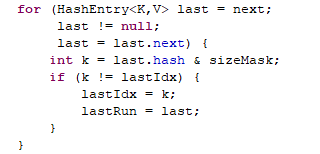 for (HashEntry<K,V> last = next;
     last != null;
     last = last.next) {
    int k = last.hash & sizeMask;
    if (k != lastIdx) {
        lastIdx = k;
        lastRun = last;
    }
}